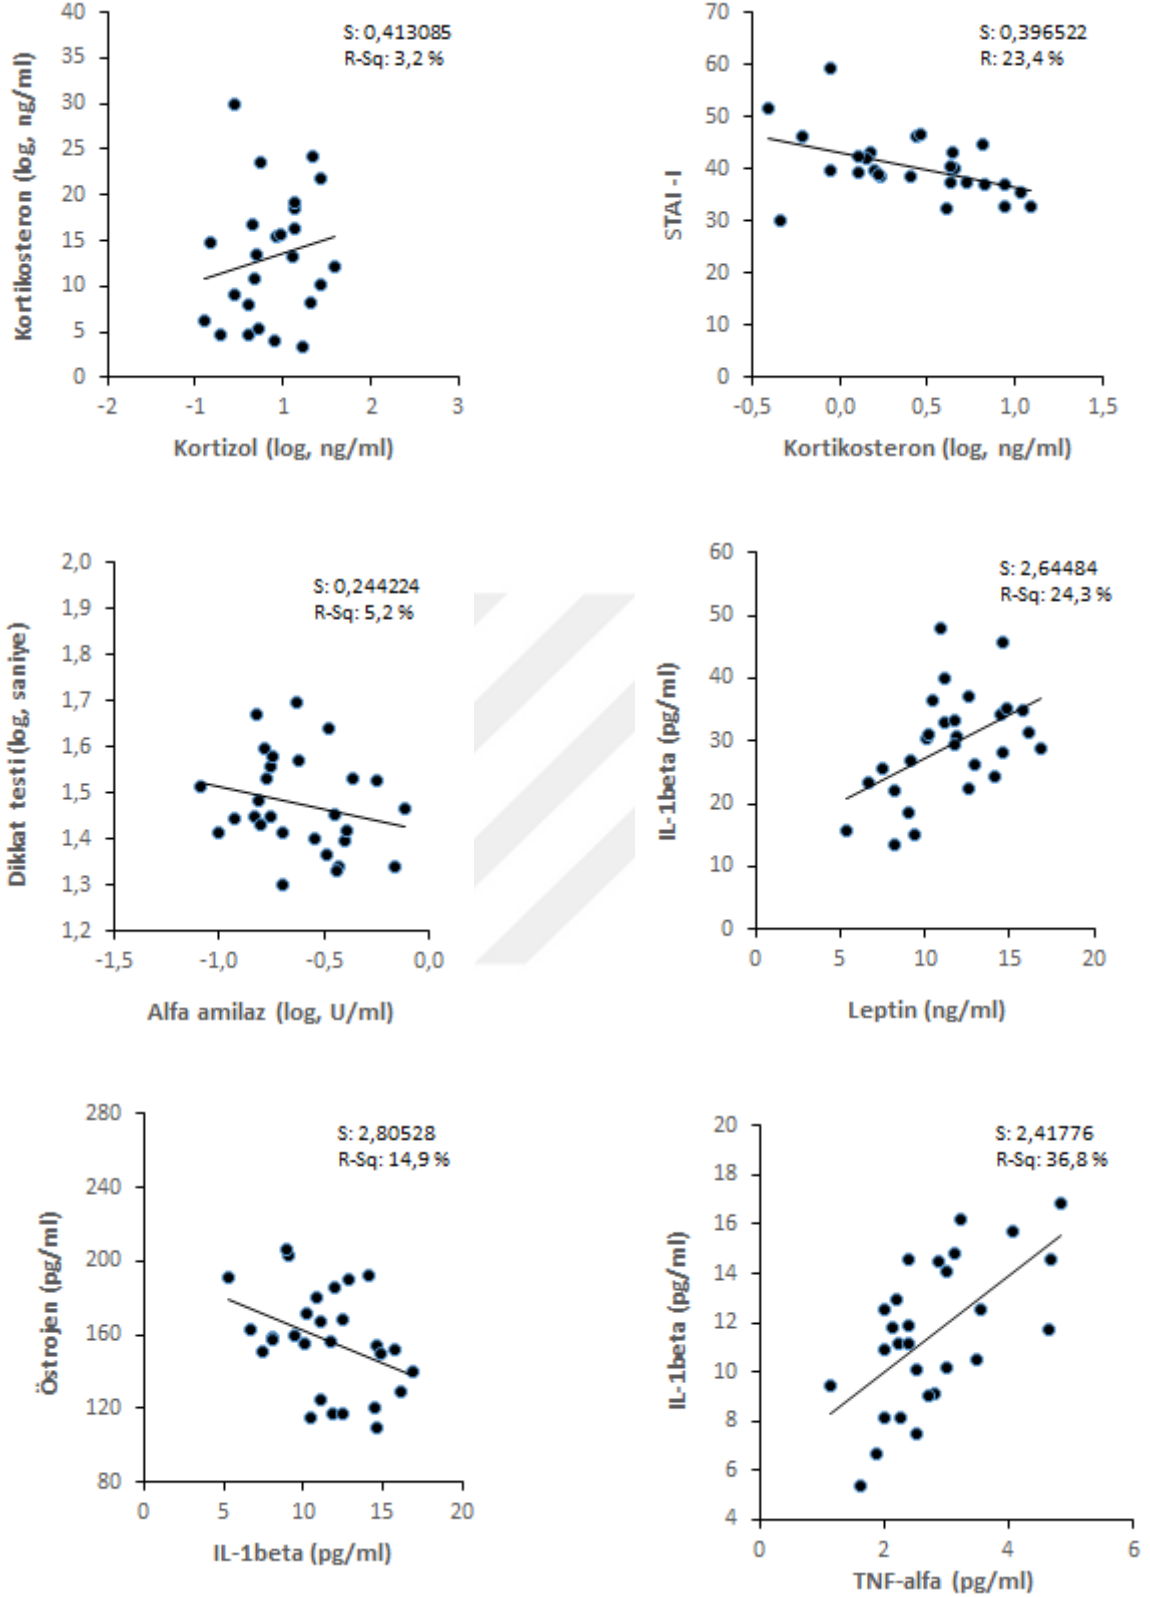 40
35
30
25
20
15
10
5
0
Kortikosteron (log, ng/ml)
S: 0,413085
R-Sq: 3,2 %
-2 -1 1 2 3
Kortizol (log, ng/ml)
70
60
50
40
30
20
10
0
STAI -I
S: 0,396522
R: 23,4 %
-0,5 0,0 0,5 1,0 1,5
Kortikosteron (log, ng/ml)
2,0
1,9
1,8
1,7
1,6
1,5
1,4
1,3
1,2
Dikkat testi (log, saniye)
S: 0,244224
R-Sq: 5,2 %
-1,5 -1,0 -0,5 0,0
Alfa amilaz (log, U/ml)
60
50
40
30
20
10
0
IL-1beta (pg/ml)
S: 2,64484
R-Sq: 24,3 %
0 5 10 15 20
Leptin (ng/ml)
280
240
200
160
120
80
Östrojen (pg/ml)
S: 2,80528
R-Sq: 14,9 %
0 5 10 15 20
IL-1beta (pg/ml)
20
18
16
14
12
10
8
6
4
IL-1beta (pg/ml)
S: 2,41776
R-Sq: 36,8 %
0 2 4 6
TNF-alfa (pg/ml)